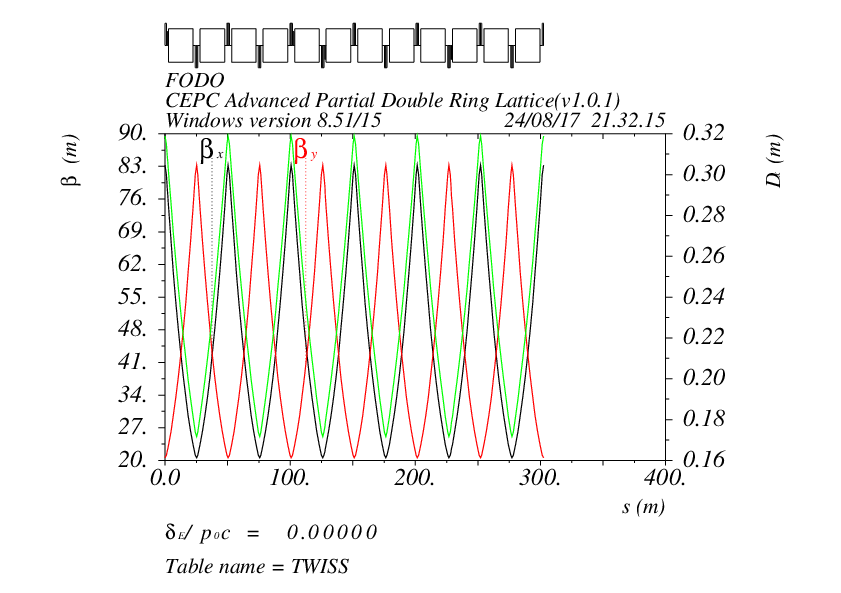 FODO
CEPC Advanced Partial Double Ring Lattice(v1.0.1)
Windows version 8.51/15 24/08/17 21.32.15
β (m)
D (m)
β x
β y
90.
83.
76.
69.
62.
55.
48.
41.
34.
27.
20.
0.32
0.30
0.28
0.26
0.24
0.22
0.20
0.18
0.16
0.0 100. 200. 300. 400.
s (m)
δE/ p0c = 0.00000
Table name = TWISS